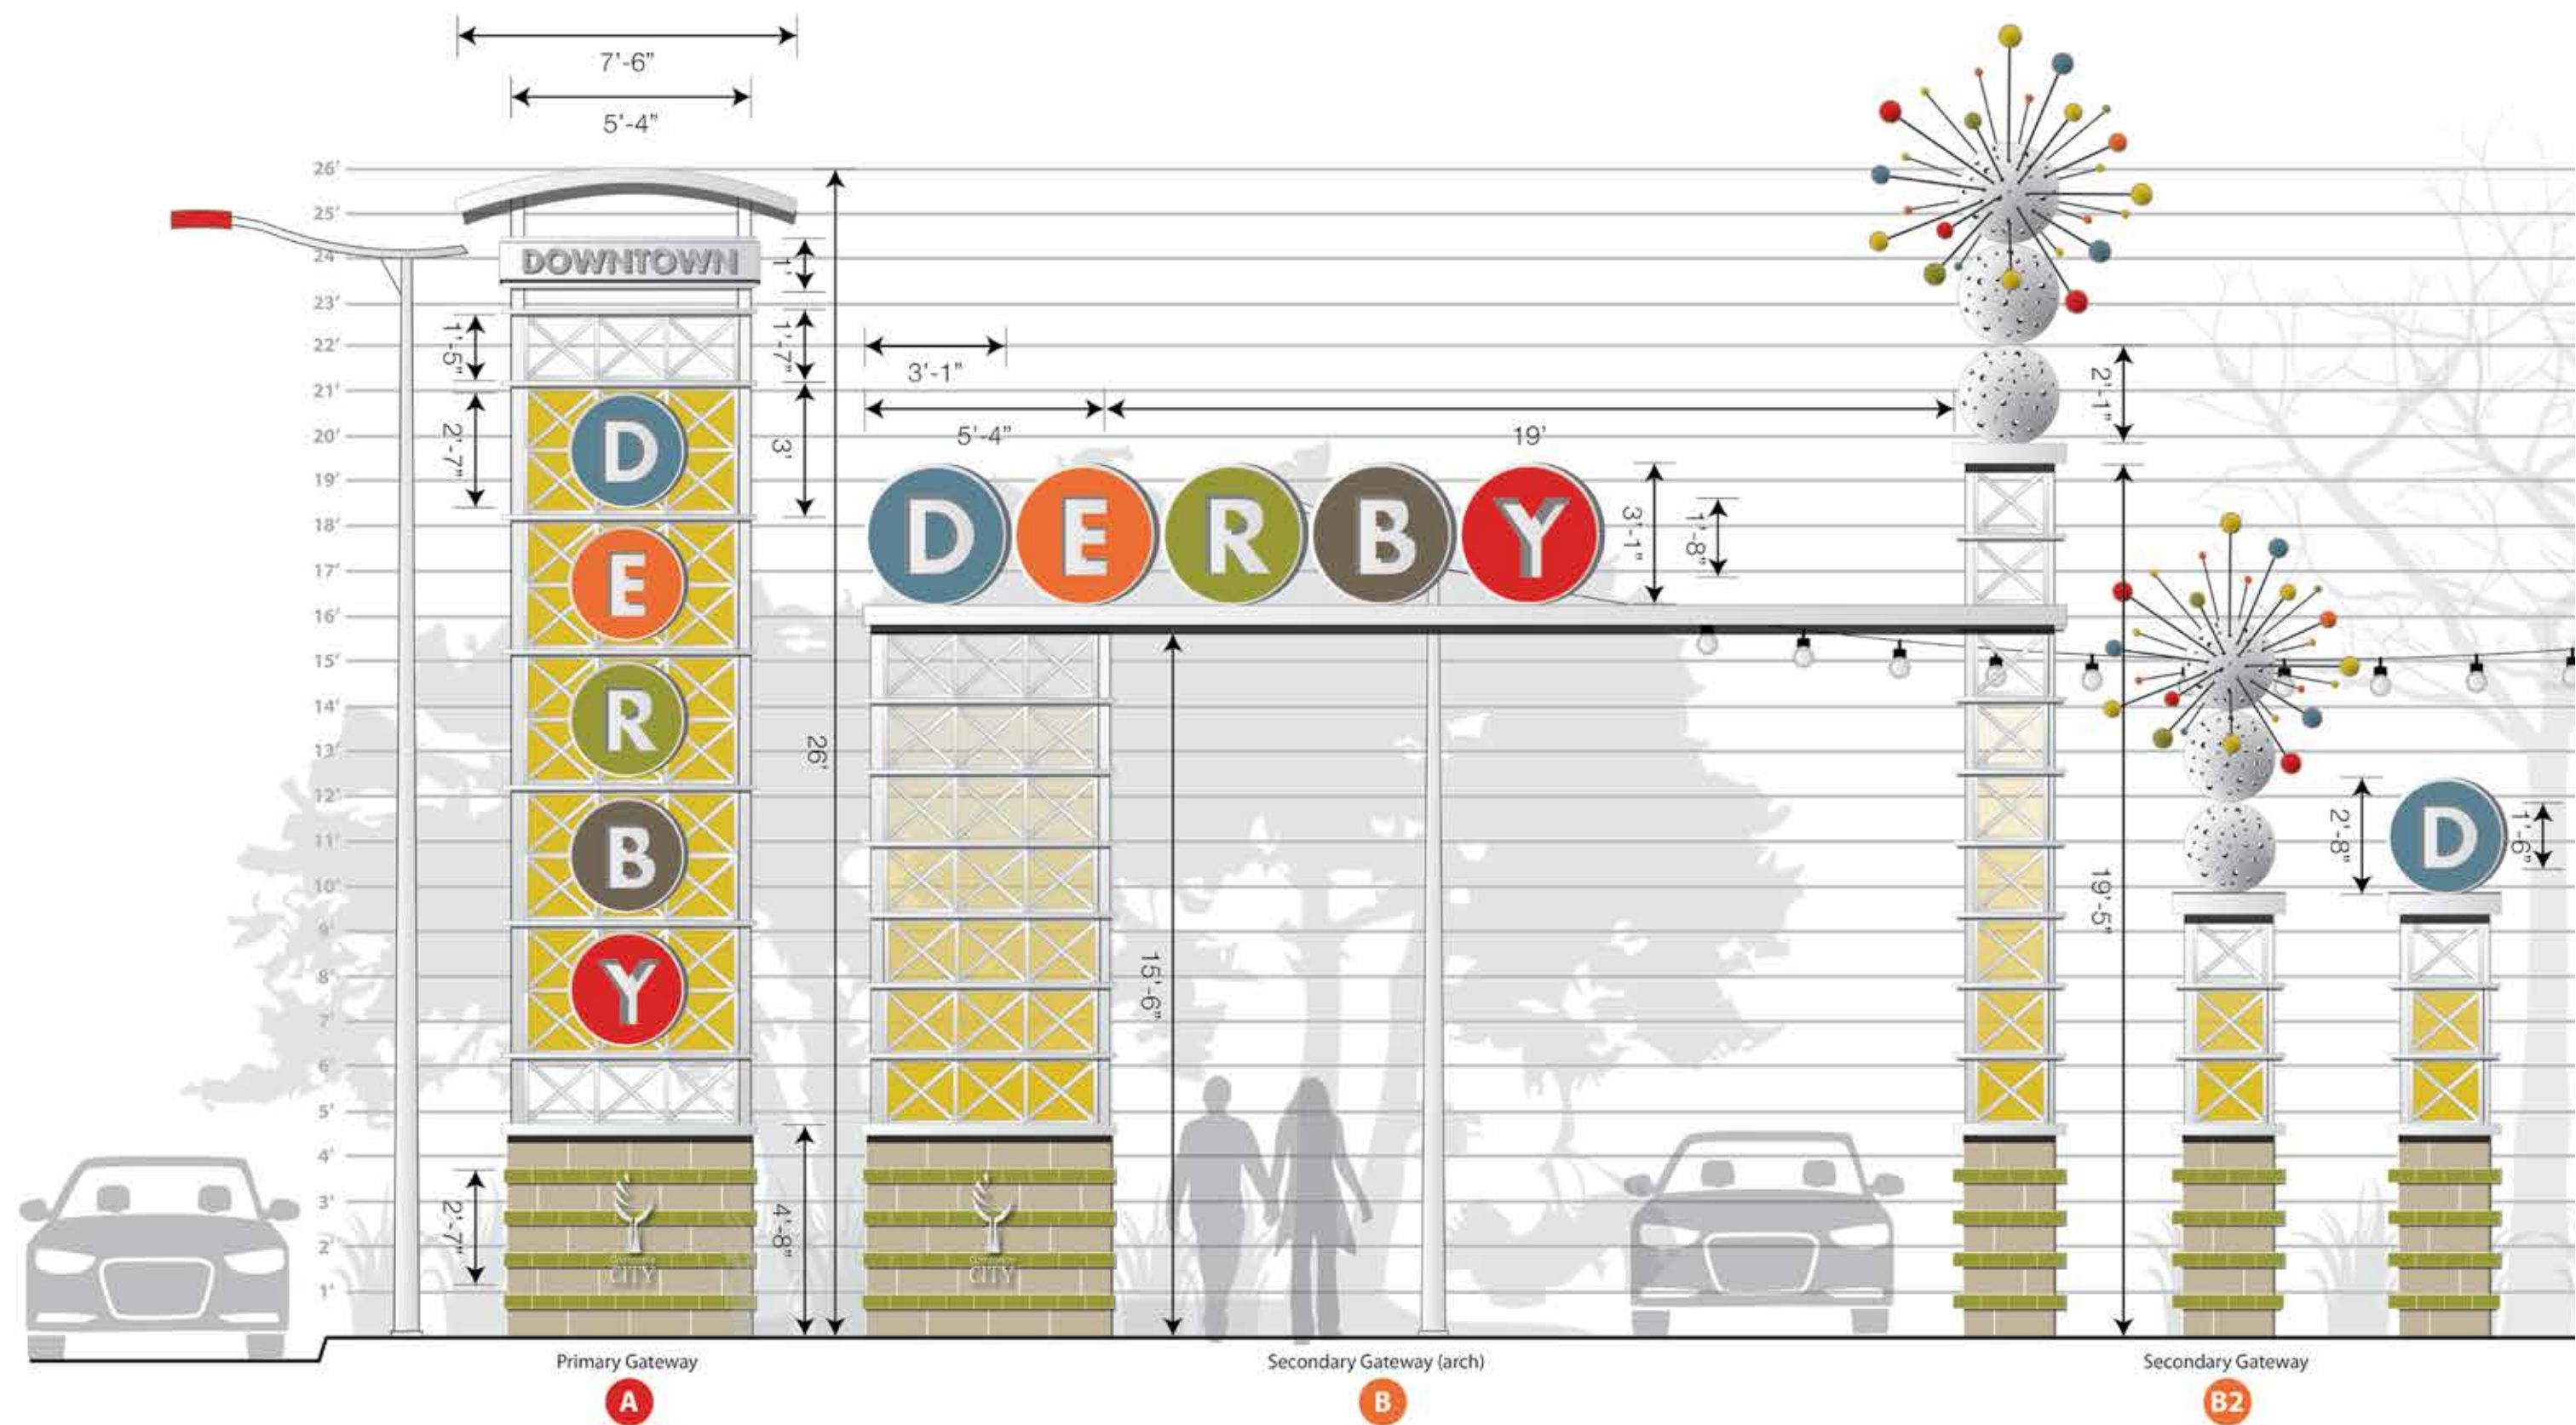 7'-6"
5'-4"
26'
25'
24'
23'
22'
21'
20'
19'
18'
17'
16'
15'
14'
13'
12'
11'
10'
9'
8'
7'
6'
5'
4'
3'
2'
1'
DOWNTOWN
1'
1'-5"
1'-7"
2'-7"
3'
D
E
R
B
Y
26'
2'-7"
4'-8"
CITY
3'-1"
5'-4"
19'
D E R B Y
3'-1"
1'-8"
15'-6"
CITY
2'-1"
19'-5"
2'-8"
D
1'-6"
Primary Gateway
A
Secondary Gateway (arch)
B
Secondary Gateway
B2